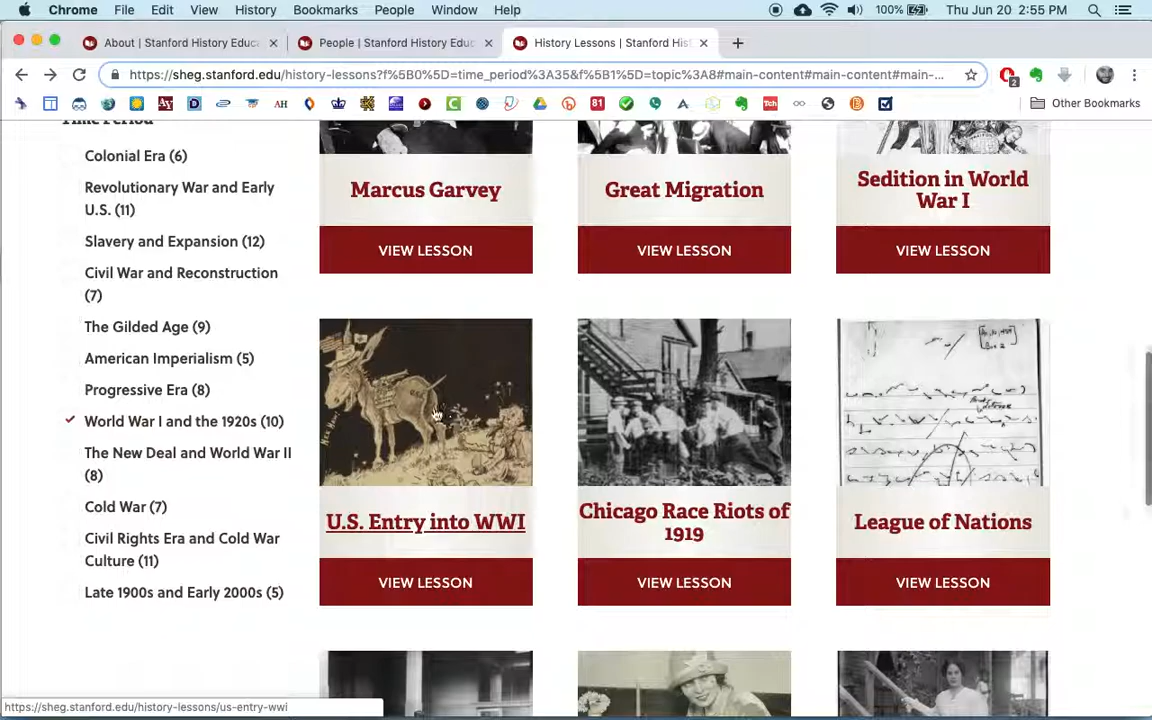 Chrome File Edit View History Bookmarks People Window Help 100% Thu Jun 20 2:55 PM
About | Stanford History Educa × People | Stanford History Educ × History Lessons | Stanford His × +
https://sheg.stanford.edu/history-lessons?f%5B0%5D=time_period%3A35&f%5B1%5D=topic%3A8#main-content#main-content#main-...
2
AH 81 Tch Other Bookmarks
Time Period
Colonial Era (6)
Revolutionary War and Early
U.S. (11)
Slavery and Expansion (12)
Civil War and Reconstruction
(7)
The Gilded Age (9)
American Imperialism (5)
Progressive Era (8)
World War I and the 1920s (10)
The New Deal and World War II
(8)
Cold War (7)
Civil Rights Era and Cold War
Culture (11)
Late 1900s and Early 2000s (5)
Marcus Garvey
VIEW LESSON
Great Migration
VIEW LESSON
Sedition in World
War I
VIEW LESSON
U.S. Entry into WWI
VIEW LESSON
Chicago Race Riots of
1919
VIEW LESSON
League of Nations
VIEW LESSON
https://sheg.stanford.edu/history-lessons/us-entry-wwi